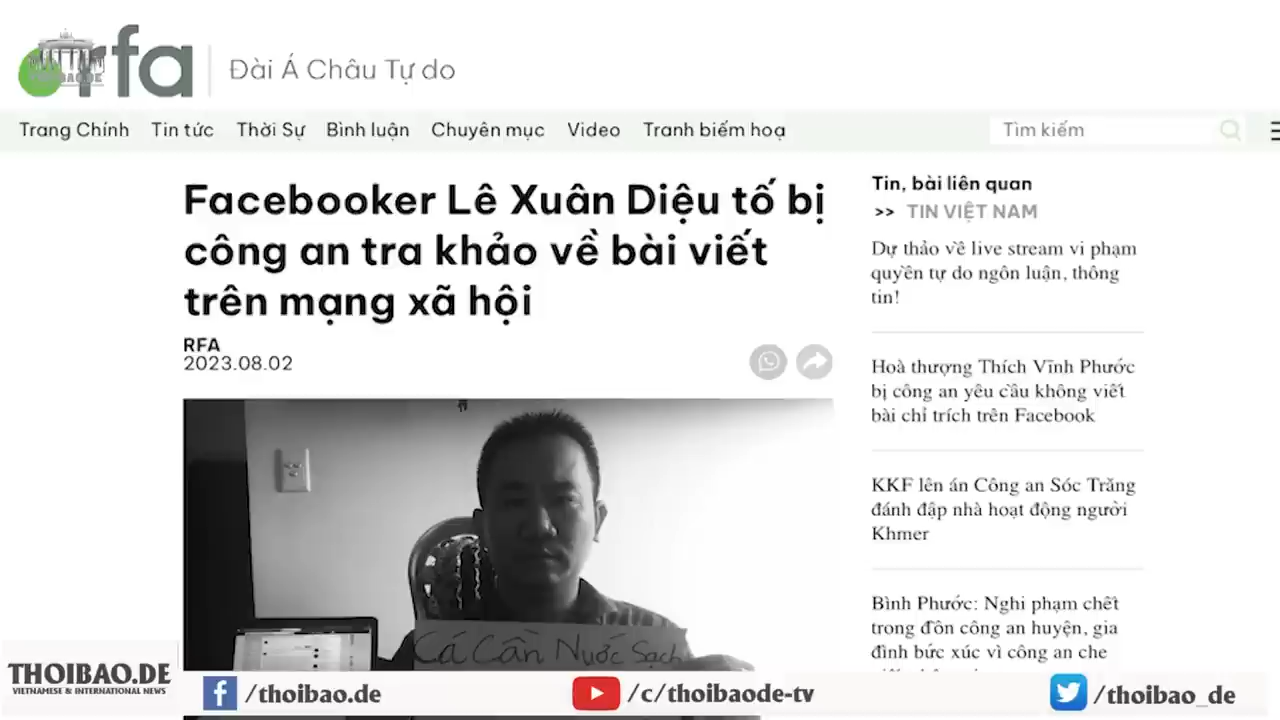 rfa
THOIBAO.DE
Đài Á Châu Tự do
Trang Chính Tin tức Thời Sự Bình luận Chuyên mục Video Tranh biếm hoạ
Tìm kiếm
Facebooker Lê Xuân Diệu tố bị
công an tra khảo về bài viết
trên mạng xã hội
RFA
2023.08.02
Cá Cần Nước Sạch
Tin, bài liên quan
>> TIN VIỆT NAM
Dự thảo về live stream vi phạm
quyền tự do ngôn luận, thông
tin!
Hoà thượng Thích Vĩnh Phước
bị công an yêu cầu không viết
bài chỉ trích trên Facebook
KKF lên án Công an Sóc Trăng
đánh đập nhà hoạt động người
Khmer
Bình Phước: Nghi phạm chết
trong đồn công an huyện, gia
đình bức xúc vì công an che
THOIBAO.DE
VIETNAMESE & INTERNATIONAL NEWS
/thoibao.de
/c/thoibaode-tv
/thoibao_de